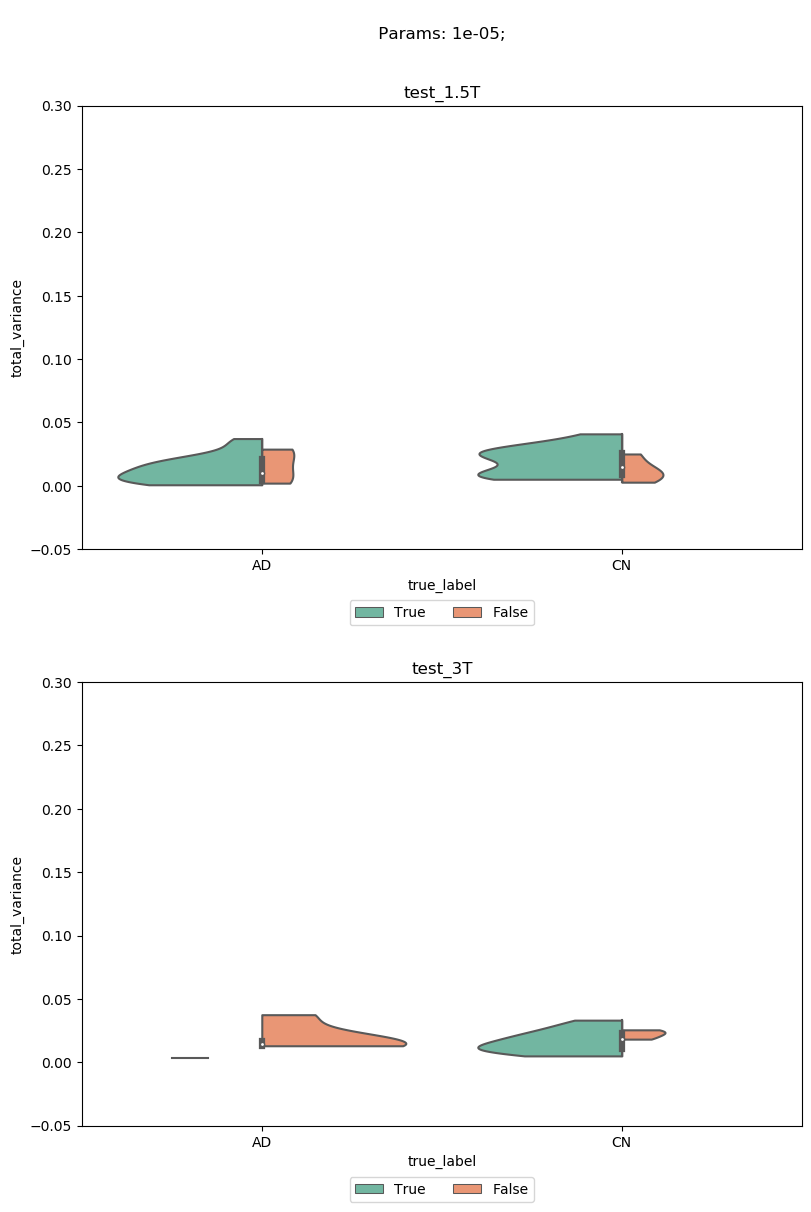 Params: 1e-05;
test_1.5T
0.30
0.25
0.20
0.15
0.10
0.05
0.00
−0.05
total_variance
AD CN
true_label
True False
test_3T
0.30
0.25
0.20
0.15
0.10
0.05
0.00
−0.05
total_variance
AD CN
true_label
True False